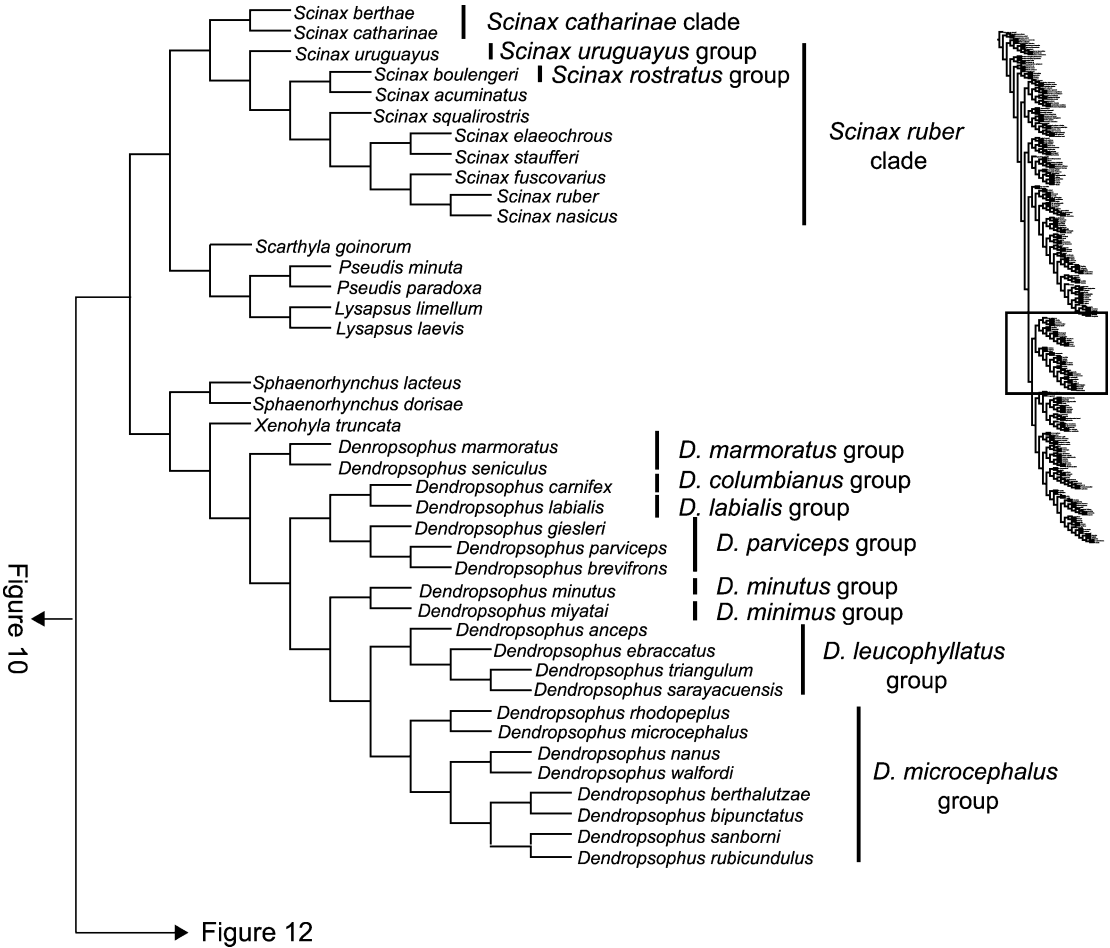 Scinax berthae
Scinax catharinae
Scinax catharinae clade
Scinax uruguayus
Scinax uruguayus group
Scinax boulengeri
Scinax rostratus group
Scinax acuminatus
Scinax squalirostris
Scinax elaeochrous
Scinax staufferi
Scinax fuscovarius
Scinax ruber
Scinax nasicus
Scinax ruber
clade
Scarthyla goinorum
Pseudis minuta
Pseudis paradoxa
Lysapsus limellum
Lysapsus laevis
Sphaenorhynchus lacteus
Sphaenorhynchus dorisae
Xenohyla truncata
Denropsophus marmoratus
Dendropsophus seniculus
D. marmoratus group
Dendropsophus carnifex
D. columbianus group
Dendropsophus labialis
D. labialis group
Dendropsophus giesleri
Dendropsophus parviceps
Dendropsophus brevifrons
D. parviceps group
Dendropsophus minutus
D. minutus group
Dendropsophus miyatai
D. minimus group
Dendropsophus anceps
Dendropsophus ebraccatus
Dendropsophus triangulum
Dendropsophus sarayacuensis
D. leucophyllatus
group
Dendropsophus rhodopeplus
Dendropsophus microcephalus
Dendropsophus nanus
Dendropsophus walfordi
Dendropsophus berthalutzae
Dendropsophus bipunctatus
Dendropsophus sanborni
Dendropsophus rubicundulus
D. microcephalus
group
Figure 10
Figure 12